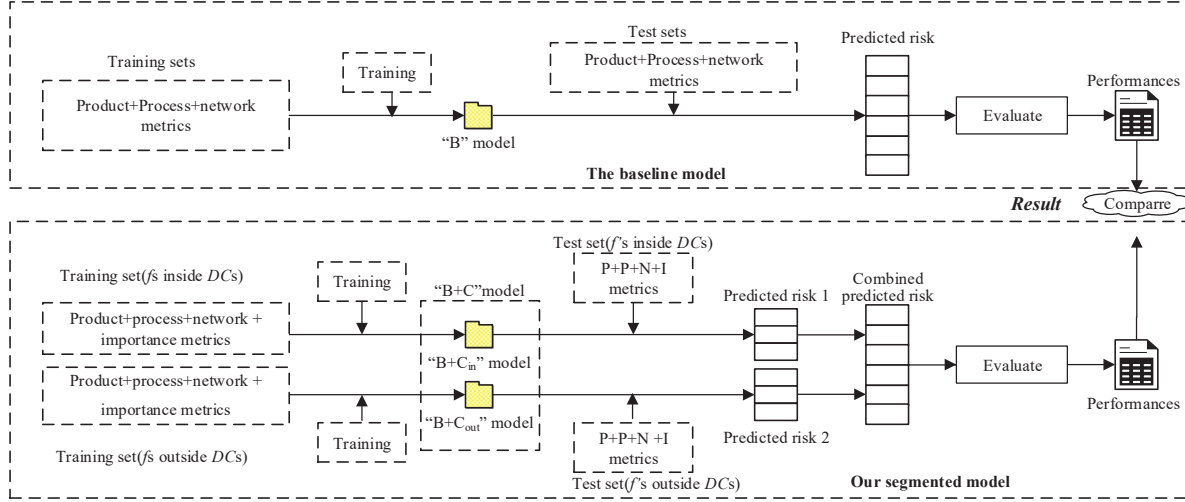 Training sets
Product+Process+network
metrics
Training
"B" model
Test sets
Product+Process+network
metrics
Predicted risk
Evaluate
Performances
The baseline model
Result
Comparre
Training set(fs inside DCs)
Product+process+network +
importance metrics
Product+process+network +
importance metrics
Training set(fs outside DCs)
Training
Training
"B+C"model
"B+Cin" model
"B+Cout" model
Test set(f's inside DCs)
P+P+N+I
metrics
P+P+N +I
metrics
Test set(f's outside DCs)
Predicted risk 1
Predicted risk 2
Combined
predicted risk
Evaluate
Performances
Our segmented model